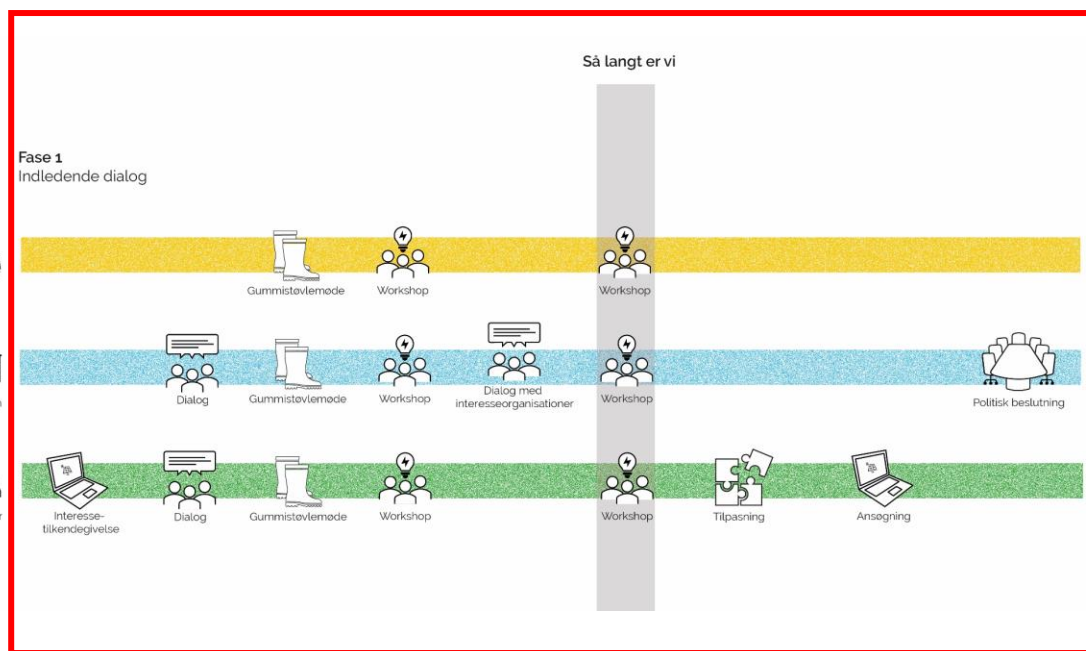 Så langt er vi
Fase 1
Indledende dialog
Gummistøvlemøde
Workshop
Workshop
Dialog
Gummistøvlemøde
Workshop
Dialog med
interesseorganisationer
Workshop
Politisk beslutning
Interesse-
tilkendegivelse
Dialog
Gummistøvlemøde
Workshop
Workshop
Tilpasning
Ansøgning